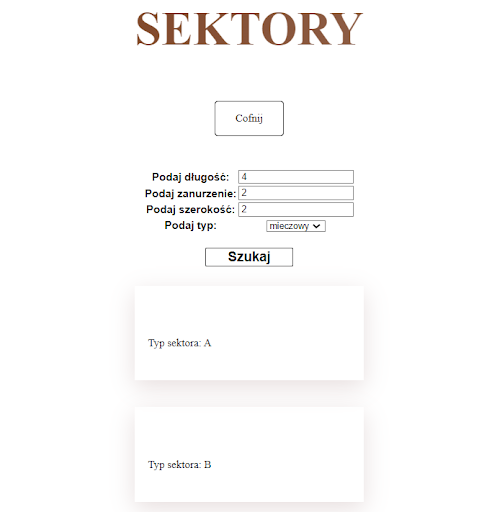 SEKTORY
Cofnij
Podaj długość: 4
Podaj zanurzenie: 2
Podaj szerokość: 2
Podaj typ: mieczowy
Szukaj
Typ sektora: A
Typ sektora: B